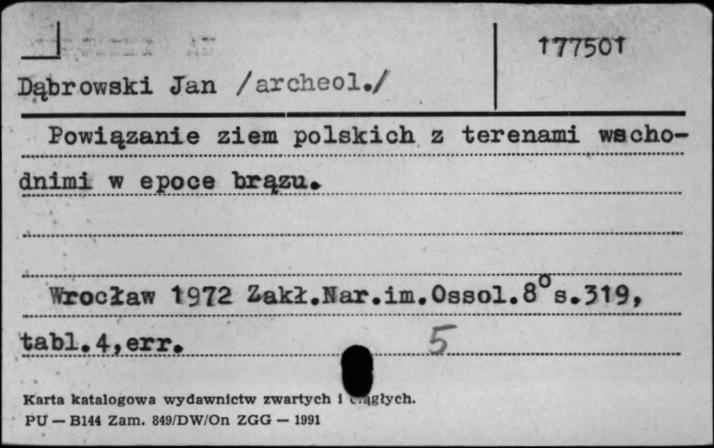 177501
Dąbrowski Jan /archeol./
Powiązanie ziem polskich z terenami wscho-
dnimi w epoce brązu.
Wrocław 1972 Zakł.Nar.im.Ossol.8° s.319,
tabl.4,err.
5
Karta katalogowa wydawnictw zwartych i ciągłych.
PU — B144 Zam. 849/DW/On ZGG — 1991